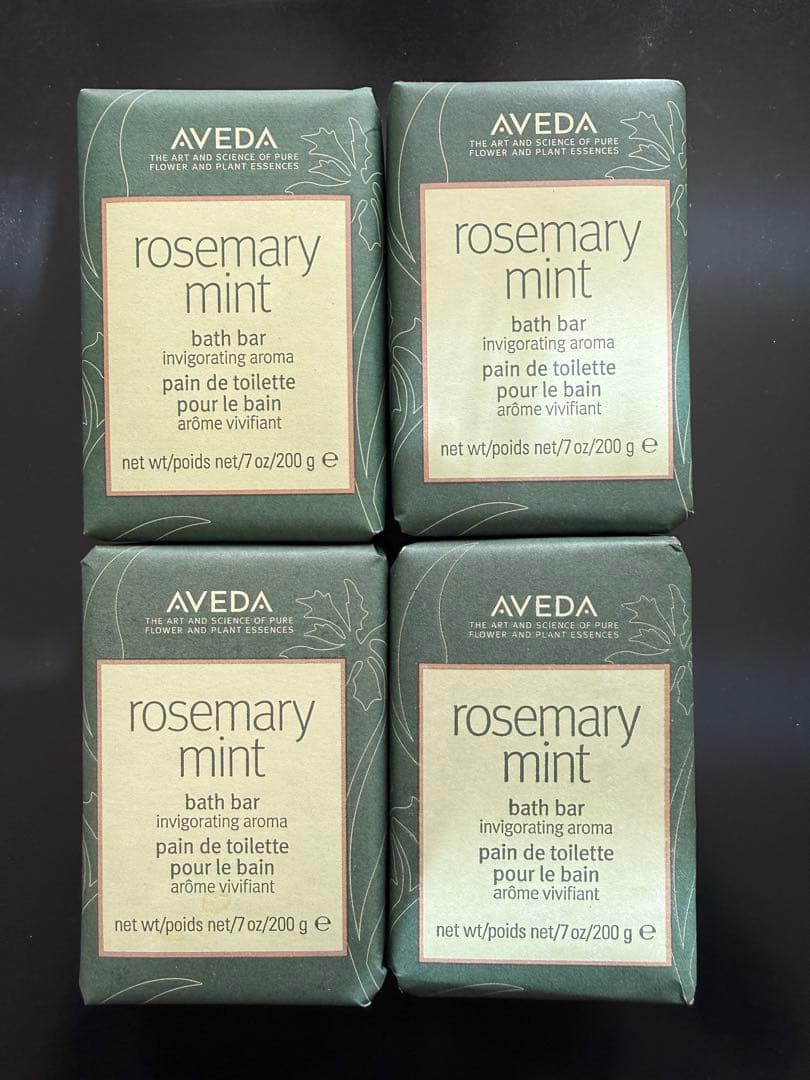 AVEDA
THE ART AND SCIENCE OF PURE
FLOWER AND PLANT ESSENCES
rosemary
mint
bath bar
invigorating aroma
pain de toilette
pour le bain
arôme vivifiant
net wt/poids net/7 oz/200 g ℮
AVEDA
THE ART AND SCIENCE OF PURE
FLOWER AND PLANT ESSENCES
rosemary
mint
bath bar
invigorating aroma
pain de toilette
pour le bain
arôme vivifiant
net wt/poids net/7 oz/200 g ℮
AVEDA
THE ART AND SCIENCE OF PURE
FLOWER AND PLANT ESSENCES
rosemary
mint
bath bar
invigorating aroma
pain de toilette
pour le bain
arôme vivifiant
net wt/poids net/7 oz/200 g ℮
AVEDA
THE ART AND SCIENCE OF PURE
FLOWER AND PLANT ESSENCES
rosemary
mint
bath bar
invigorating aroma
pain de toilette
pour le bain
arôme vivifiant
net wt/poids net/7 oz/200 g ℮